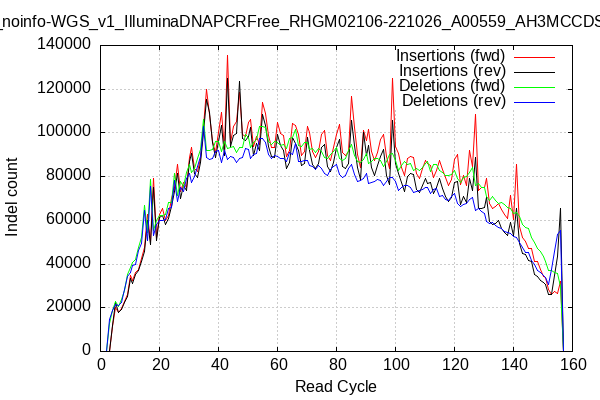 _noinfo-WGS_v1_IlluminaDNAPCRFree_RHGM02106-221026_A00559_AH3MCCDS
140000
120000
100000
80000
60000
40000
20000
0
Insertions (fwd)
Insertions (rev)
Deletions (fwd)
Deletions (rev)
Indel count
0 20 40 60 80 100 120 140 160
Read Cycle